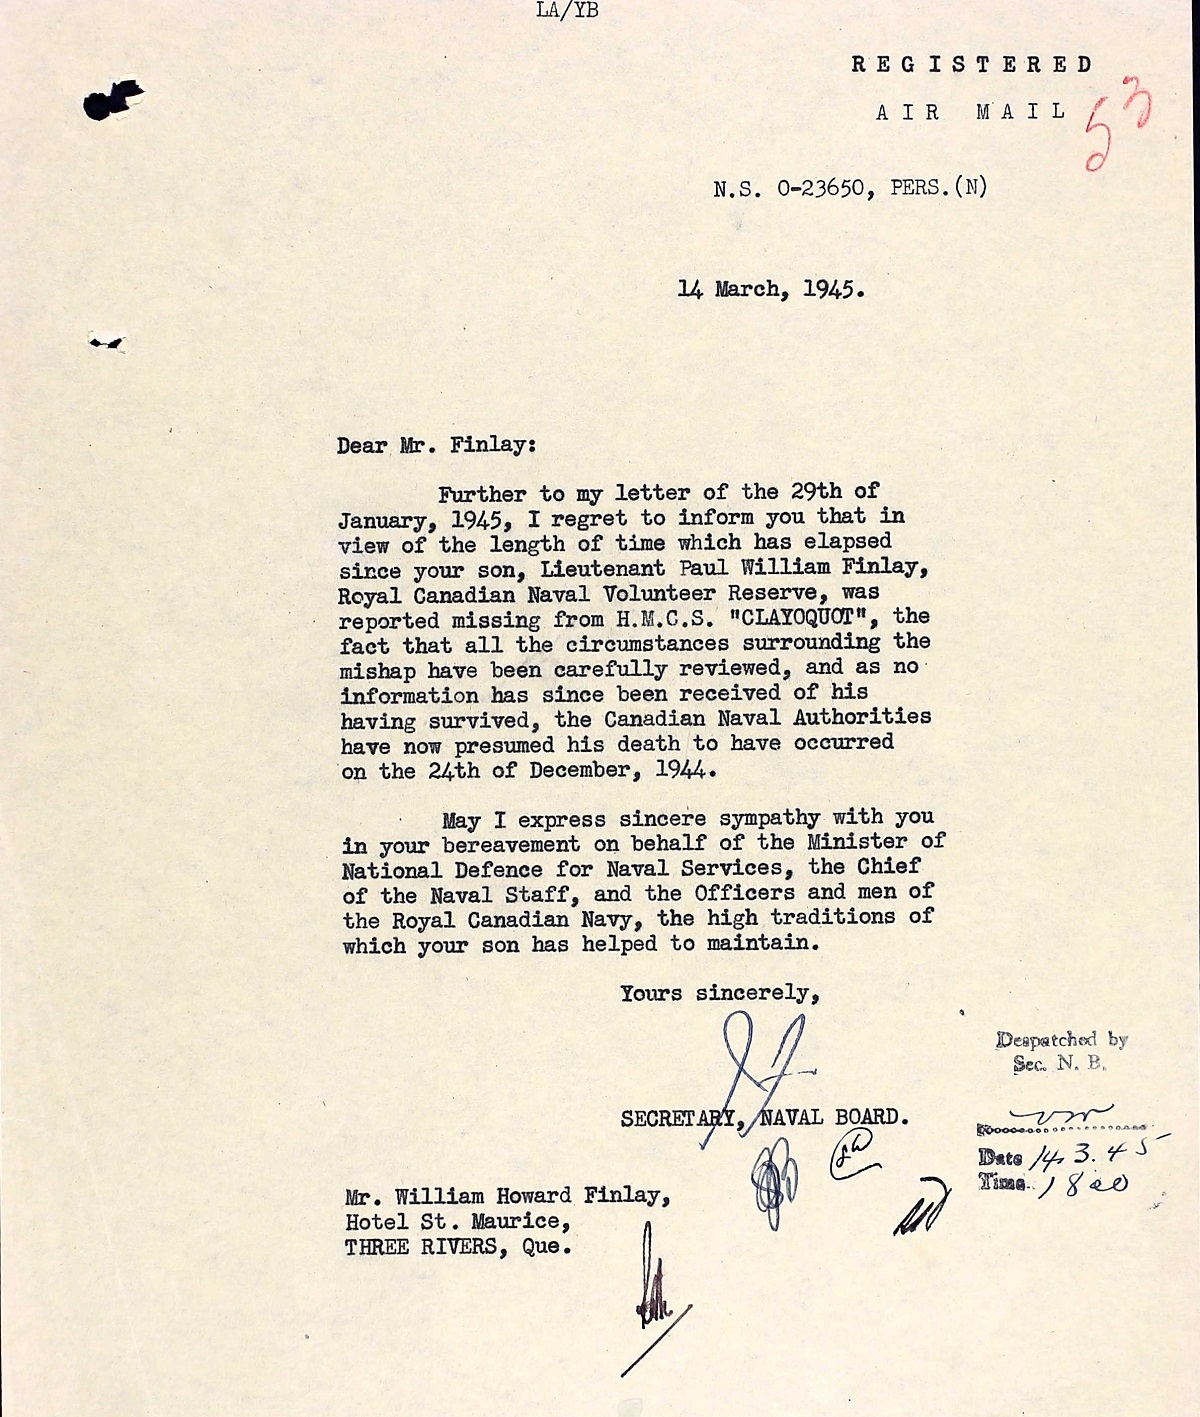 LA/YB
REGISTERED
AIR MAIL
53
N.S. O-23650, PERS.(N)
14 March, 1945.
Dear Mr. Finlay:
Further to my letter of the 29th of
January, 1945, I regret to inform you that in
view of the length of time which has elapsed
since your son, Lieutenant Paul William Finlay,
Royal Canadian Naval Volunteer Reserve, was
reported missing from H.M.C.S. "CLAYOQUOT", the
fact that all the circumstances surrounding the
mishap have been carefully reviewed, and as no
information has since been received of his
having survived, the Canadian Naval Authorities
have now presumed his death to have occurred
on the 24th of December, 1944.
May I express sincere sympathy with you
in your bereavement on behalf of the Minister of
National Defence for Naval Services, the Chief
of the Naval Staff, and the Officers and men of
the Royal Canadian Navy, the high traditions of
which your son has helped to maintain.
Yours sincerely,
SECRETARY, NAVAL BOARD.
Despatched by
Sec. N. B.
Date 14.3.45
Time 1800
Mr. William Howard Finlay,
Hotel St. Maurice,
THREE RIVERS, Que.